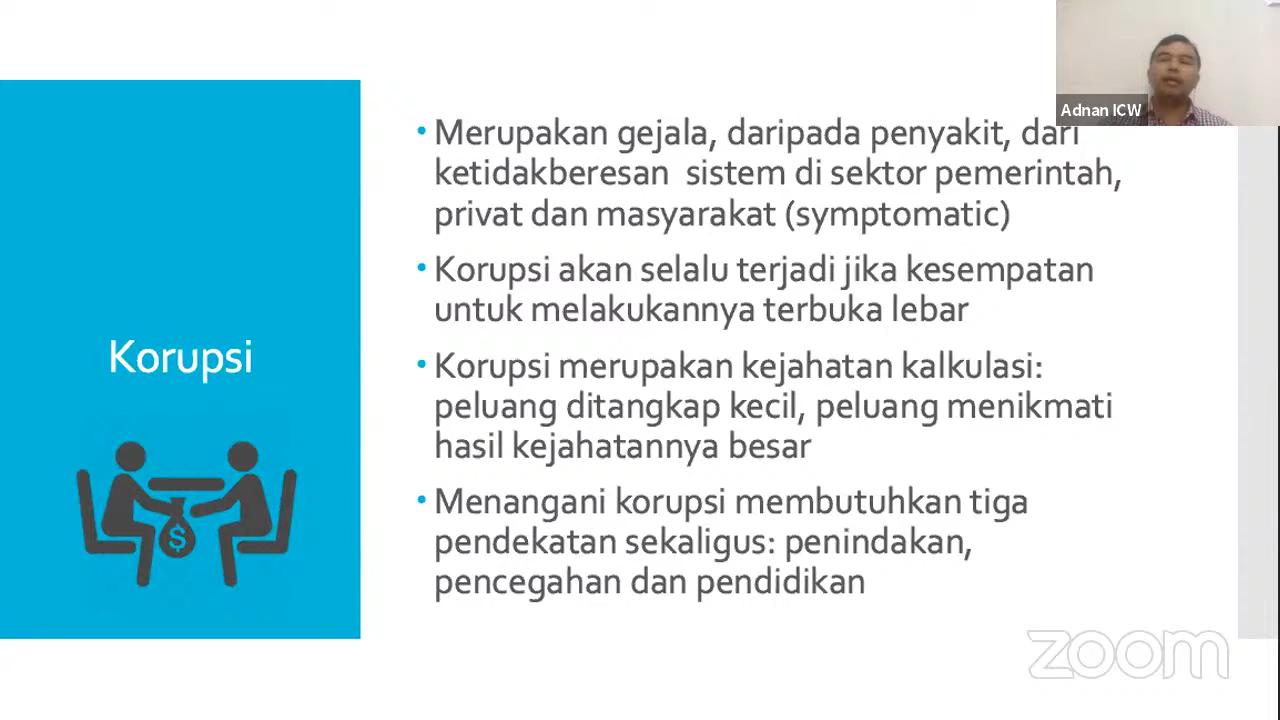 Adnan ICW
• Merupakan gejala, daripada penyakit, dari
ketidakberesan sistem di sektor pemerintah,
privat dan masyarakat (symptomatic)
• Korupsi akan selalu terjadi jika kesempatan
untuk melakukannya terbuka lebar
Korupsi
• Korupsi merupakan kejahatan kalkulasi:
peluang ditangkap kecil, peluang menikmati
hasil kejahatannya besar
• Menangani korupsi membutuhkan tiga
pendekatan sekaligus: penindakan,
pencegahan dan pendidikan
$
zoom